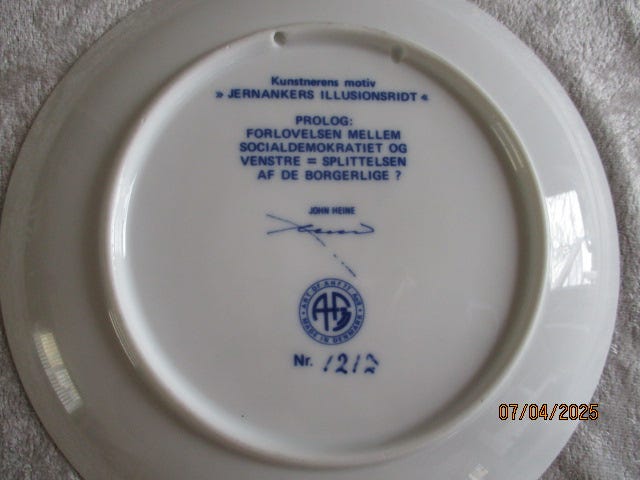 Kunstnerens motiv
» JERNANKERS ILLUSIONSRIDT «
PROLOG:
FORLOVELSEN MELLEM
SOCIALDEMOKRATIET OG
VENSTRE = SPLITTELSEN
AF DE BORGERLIGE ?
JOHN HEINE
MADE IN DENMARK
Nr. 1212
07/04/2025